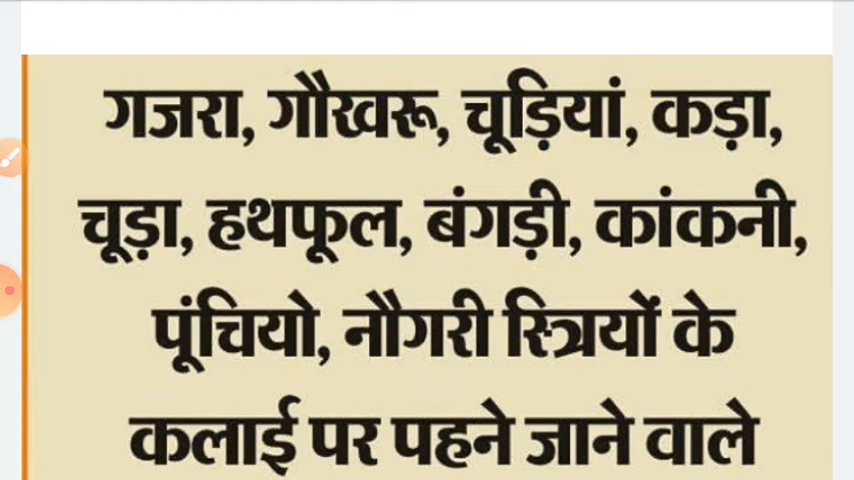 गजरा, गौखरू, चूड़ियां, कड़ा,
चूड़ा, हथफूल, बंगड़ी, कांकनी,
पूंचियो, नौगरी स्त्रियों के
कलाई पर पहने जाने वाले